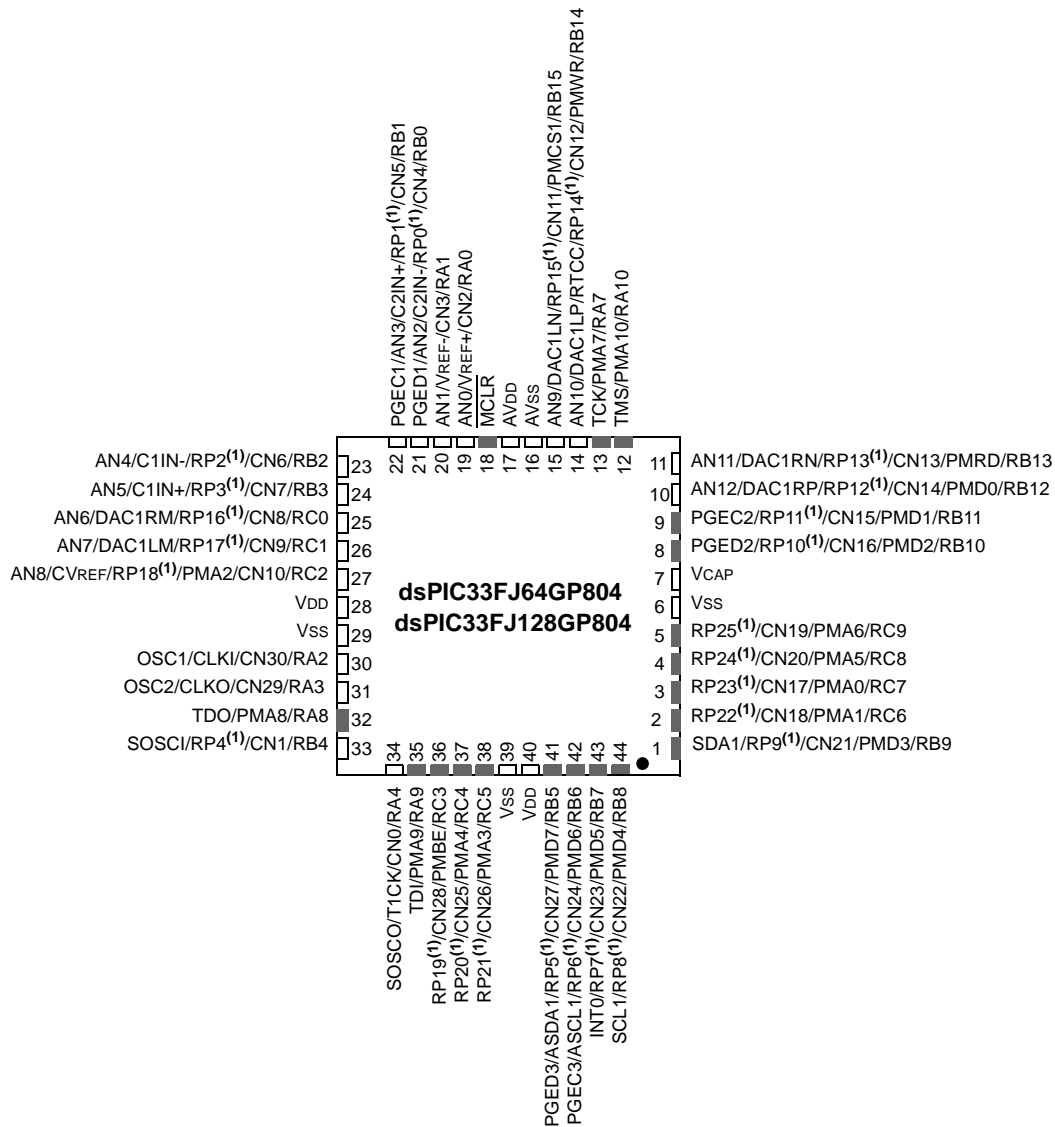 PGEC1/AN3/C2IN+/RP1(1)/CN5/RB1
PGED1/AN2/C2IN-/RP0(1)/CN4/RB0
AN1/VREF-/CN3/RA1
AN0/VREF+/CN2/RA0
MCLR
AVDD
AVSS
AN9/DAC1LN/RP15(1)/CN11/PMCS1/RB15
AN10/DAC1LP/RTCC/RP14(1)/CN12/PMWR/RB14
TCK/PMA7/RA7
TMS/PMA10/RA10
22 21 20 19 18 17 16 15 14 13 12
AN4/C1IN-/RP2(1)/CN6/RB2 23
AN5/C1IN+/RP3(1)/CN7/RB3 24
AN6/DAC1RM/RP16(1)/CN8/RC0 25
AN7/DAC1LM/RP17(1)/CN9/RC1 26
AN8/CVREF/RP18(1)/PMA2/CN10/RC2 27
VDD 28
VSS 29
OSC1/CLKI/CN30/RA2 30
OSC2/CLKO/CN29/RA3 31
TDO/PMA8/RA8 32
SOSCI/RP4(1)/CN1/RB4 33
dsPIC33FJ64GP804
dsPIC33FJ128GP804
11 AN11/DAC1RN/RP13(1)/CN13/PMRD/RB13
10 AN12/DAC1RP/RP12(1)/CN14/PMD0/RB12
9 PGEC2/RP11(1)/CN15/PMD1/RB11
8 PGED2/RP10(1)/CN16/PMD2/RB10
7 VCAP
6 VSS
5 RP25(1)/CN19/PMA6/RC9
4 RP24(1)/CN20/PMA5/RC8
3 RP23(1)/CN17/PMA0/RC7
2 RP22(1)/CN18/PMA1/RC6
1 SDA1/RP9(1)/CN21/PMD3/RB9
34 35 36 37 38 39 40 41 42 43 44
SOSCO/T1CK/CN0/RA4
TDI/PMA9/RA9
RP19(1)/CN28/PMBE/RC3
RP20(1)/CN25/PMA4/RC4
RP21(1)/CN26/PMA3/RC5
VSS
VDD
PGED3/ASDA1/RP5(1)/CN27/PMD7/RB5
PGEC3/ASCL1/RP6(1)/CN24/PMD6/RB6
INT0/RP7(1)/CN23/PMD5/RB7
SCL1/RP8(1)/CN22/PMD4/RB8